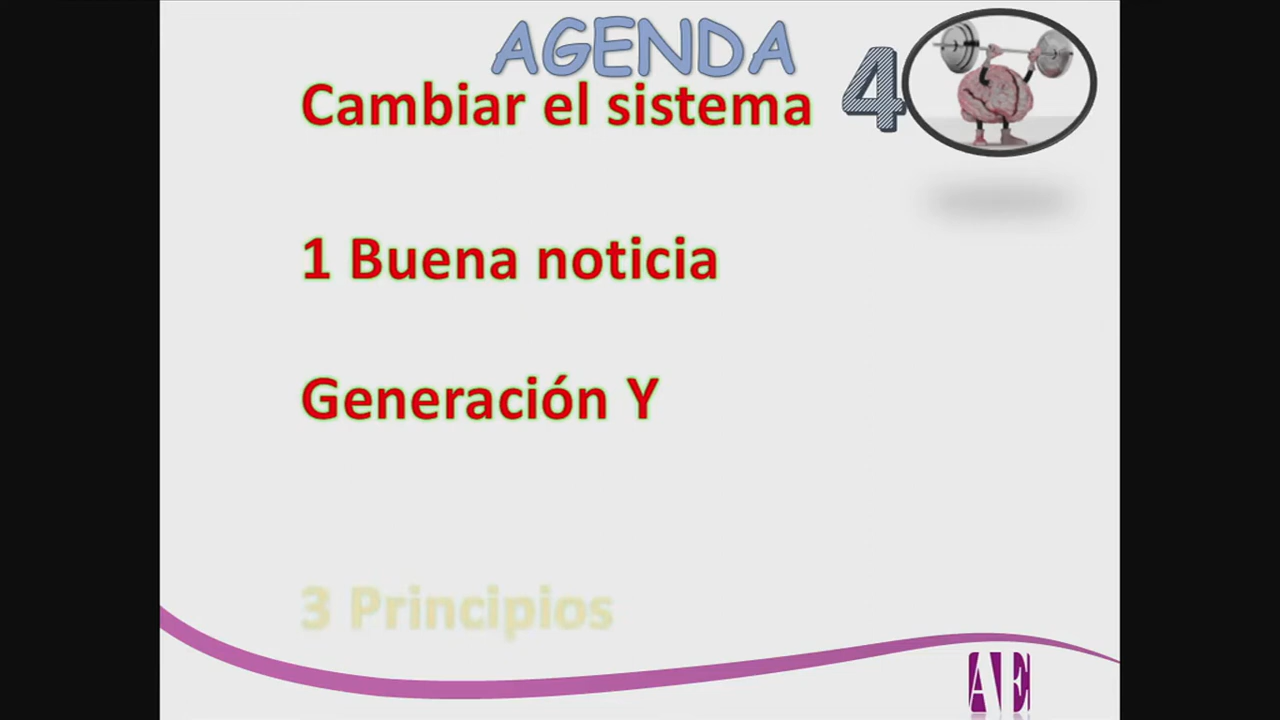 AGENDA
4
Cambiar el sistema
1 Buena noticia
Generación Y
3 Principios
AE